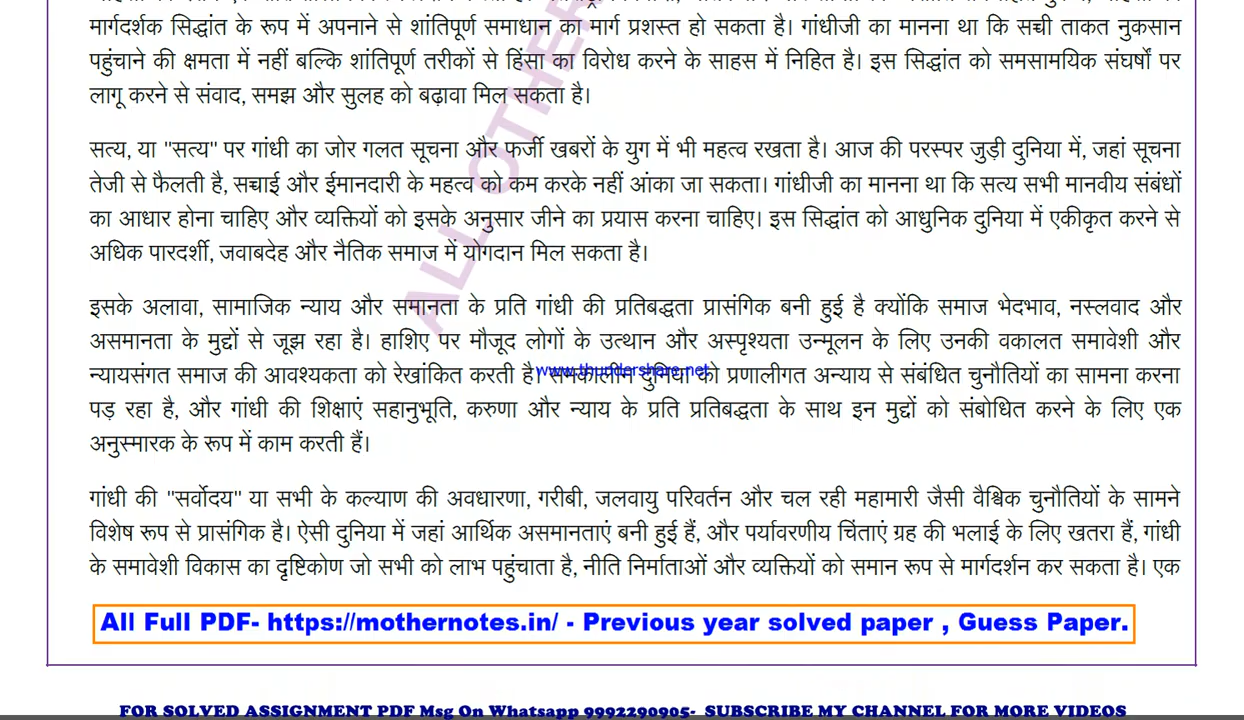 मार्गदर्शक सिद्धांत के रूप में अपनाने से शांतिपूर्ण समाधान का मार्ग प्रशस्त हो सकता है। गांधीजी का मानना था कि सच्ची ताकत नुकसान
पहुंचाने की क्षमता में नहीं बल्कि शांतिपूर्ण तरीकों से हिंसा का विरोध करने के साहस में निहित है। इस सिद्धांत को समसामयिक संघर्षों पर
लागू करने से संवाद, समझ और सुलह को बढ़ावा मिल सकता है।
सत्य, या "सत्य" पर गांधी का जोर गलत सूचना और फर्जी खबरों के युग में भी महत्व रखता है। आज की परस्पर जुड़ी दुनिया में, जहां सूचना
तेजी से फैलती है, सच्चाई और ईमानदारी के महत्व को कम करके नहीं आंका जा सकता। गांधीजी का मानना था कि सत्य सभी मानवीय संबंधों
का आधार होना चाहिए और व्यक्तियों को इसके अनुसार जीने का प्रयास करना चाहिए। इस सिद्धांत को आधुनिक दुनिया में एकीकृत करने से
अधिक पारदर्शी, जवाबदेह और नैतिक समाज में योगदान मिल सकता है।
ALL OTHER
इसके अलावा, सामाजिक न्याय और समानता के प्रति गांधी की प्रतिबद्धता प्रासंगिक बनी हुई है क्योंकि समाज भेदभाव, नस्लवाद और
असमानता के मुद्दों से जूझ रहा है। हाशिए पर मौजूद लोगों के उत्थान और अस्पृश्यता उन्मूलन के लिए उनकी वकालत समावेशी और
न्यायसंगत समाज की आवश्यकता को रेखांकित करती है। समकालीन दुनिया को प्रणालीगत अन्याय से संबंधित चुनौतियों का सामना करना
www.thundershare.net
पड़ रहा है, और गांधी की शिक्षाएं सहानुभूति, करुणा और न्याय के प्रति प्रतिबद्धता के साथ इन मुद्दों को संबोधित करने के लिए एक
अनुस्मारक के रूप में काम करती हैं।
गांधी की "सर्वोदय" या सभी के कल्याण की अवधारणा, गरीबी, जलवायु परिवर्तन और चल रही महामारी जैसी वैश्विक चुनौतियों के सामने
विशेष रूप से प्रासंगिक है। ऐसी दुनिया में जहां आर्थिक असमानताएं बनी हुई हैं, और पर्यावरणीय चिंताएं ग्रह की भलाई के लिए खतरा हैं, गांधी
के समावेशी विकास का दृष्टिकोण जो सभी को लाभ पहुंचाता है, नीति निर्माताओं और व्यक्तियों को समान रूप से मार्गदर्शन कर सकता है। एक
All Full PDF- https://mothernotes.in/ - Previous year solved paper , Guess Paper.
FOR SOLVED ASSIGNMENT PDF Msg On Whatsapp 9992290905- SUBSCRIBE MY CHANNEL FOR MORE VIDEOS